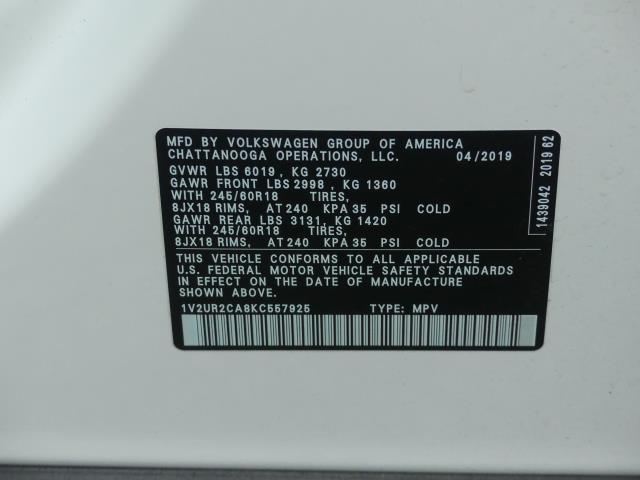 MFD BY VOLKSWAGEN GROUP OF AMERICA
CHATTANOOGA OPERATIONS, LLC. 04/2019
GVWR LBS 6019, KG 2730
GAWR FRONT LBS 2998, KG 1360
WITH 245/60R18 TIRES,
8JX18 RIMS, AT 240 KPA 35 PSI COLD
GAWR REAR LBS 3131, KG 1420
WITH 245/60R18 TIRES,
8JX18 RIMS, AT 240 KPA 35 PSI COLD
THIS VEHICLE CONFORMS TO ALL APPLICABLE
U.S. FEDERAL MOTOR VEHICLE SAFETY STANDARDS
IN EFFECT ON THE DATE OF MANUFACTURE
SHOWN ABOVE.
1V2UR2CA8KC557925 TYPE: MPV
1439042 2019 62